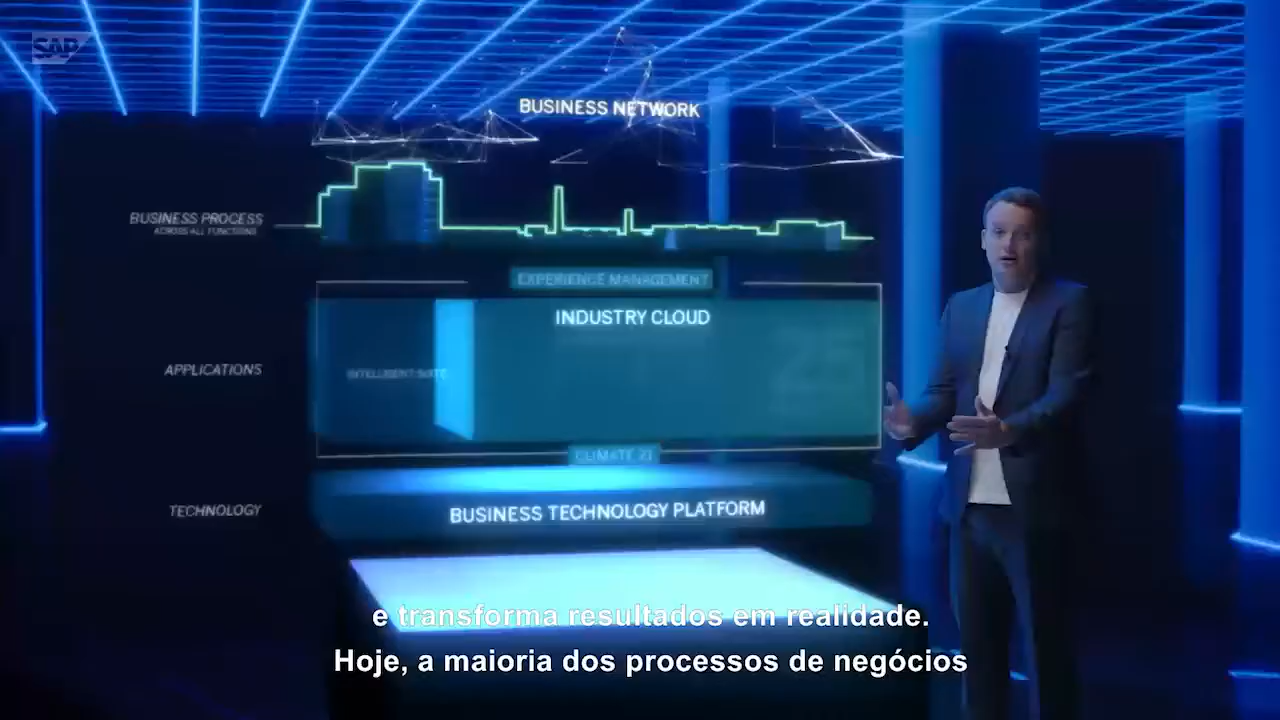 SAP
BUSINESS NETWORK
BUSINESS PROCESS
ACROSS ALL FUNCTIONS
EXPERIENCE MANAGEMENT
INDUSTRY CLOUD
25
INTELLIGENT SUITE
APPLICATIONS
CLIMATE 21
TECHNOLOGY
BUSINESS TECHNOLOGY PLATFORM
e transforma resultados em realidade.
Hoje, a maioria dos processos de negócios